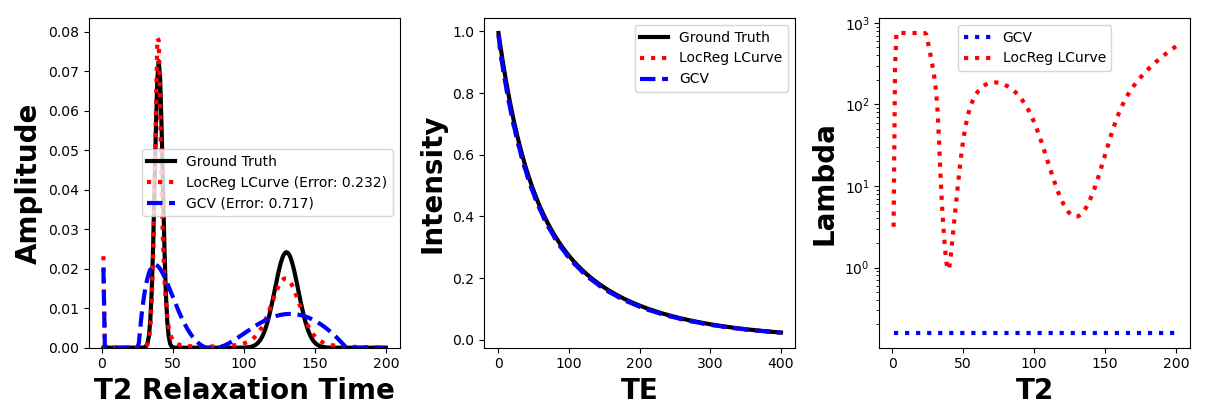 0.08
0.07
0.06
0.05
0.04
0.03
0.02
0.01
0.00
Amplitude
Ground Truth
LocReg LCurve (Error: 0.232)
GCV (Error: 0.717)
0 50 100 150 200
T2 Relaxation Time
1.0
0.8
0.6
0.4
0.2
0.0
Intensity
Ground Truth
LocReg LCurve
GCV
0 100 200 300 400
TE
10³
10²
10¹
10⁰
Lambda
GCV
LocReg LCurve
0 50 100 150 200
T2